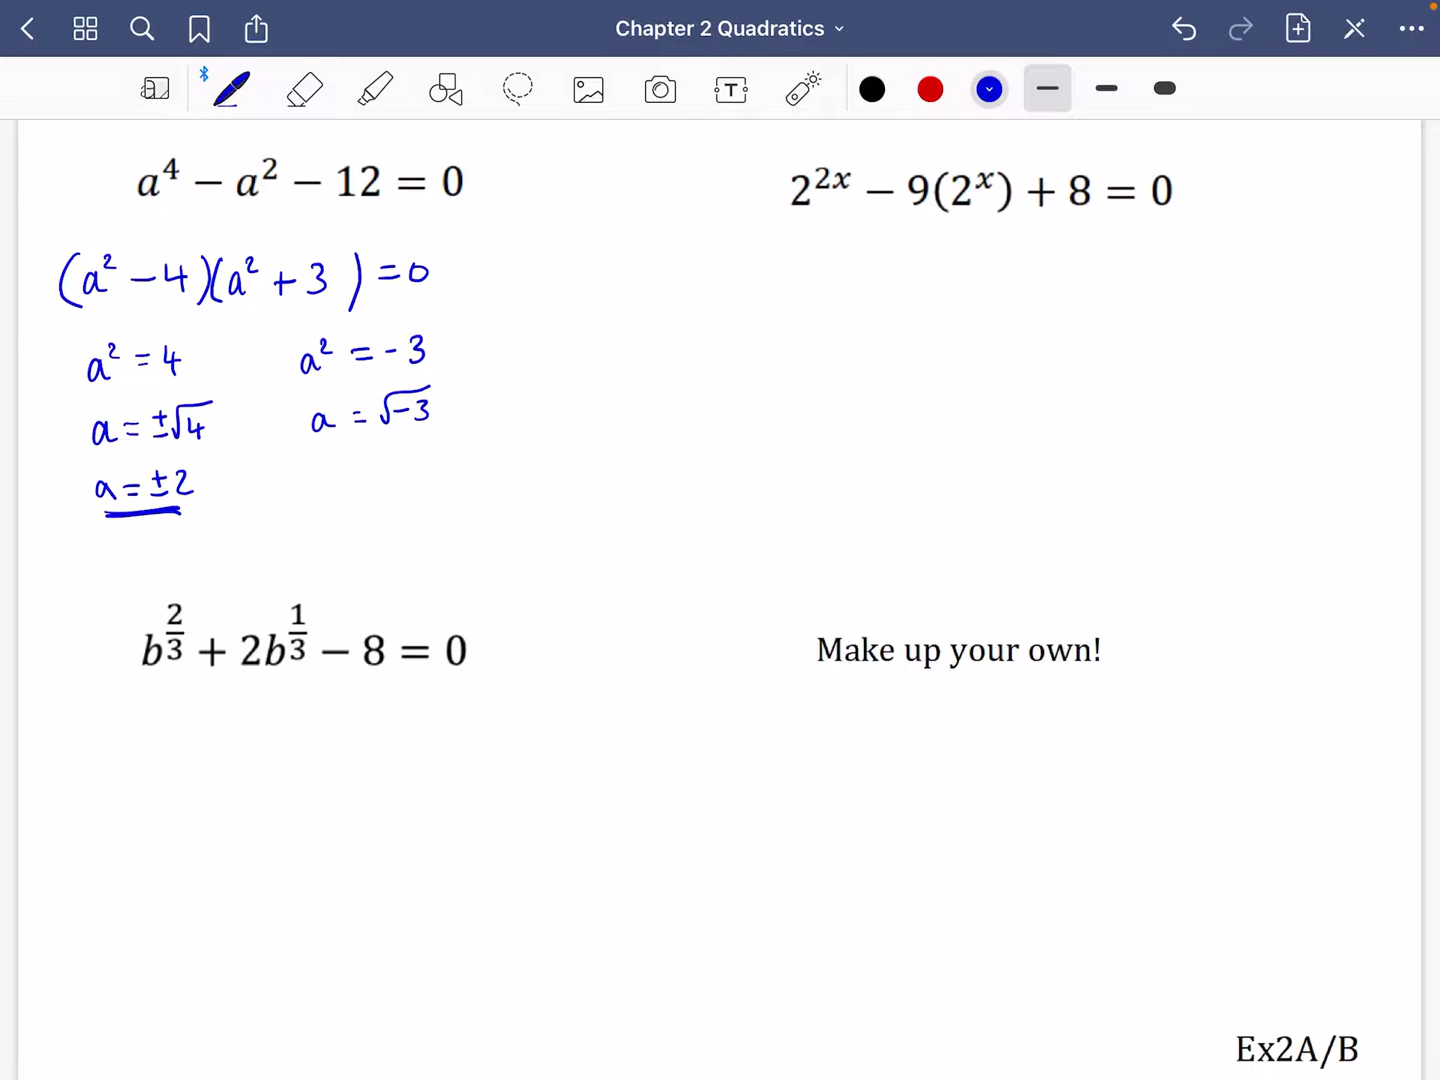 Chapter 2 Quadratics
a⁴ − a² − 12 = 0
(a² − 4)(a² + 3) = 0
a² = 4
a = ±√4
a = ±2
a² = -3
a = √-3
2²ˣ − 9(2ˣ) + 8 = 0
b^(2/3) + 2b^(1/3) − 8 = 0
Make up your own!
Ex2A/B